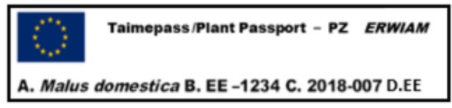 Taimepass/Plant Passport – PZ ERWIAM
A. Malus domestica B. EE –1234 C. 2018-007 D.EE